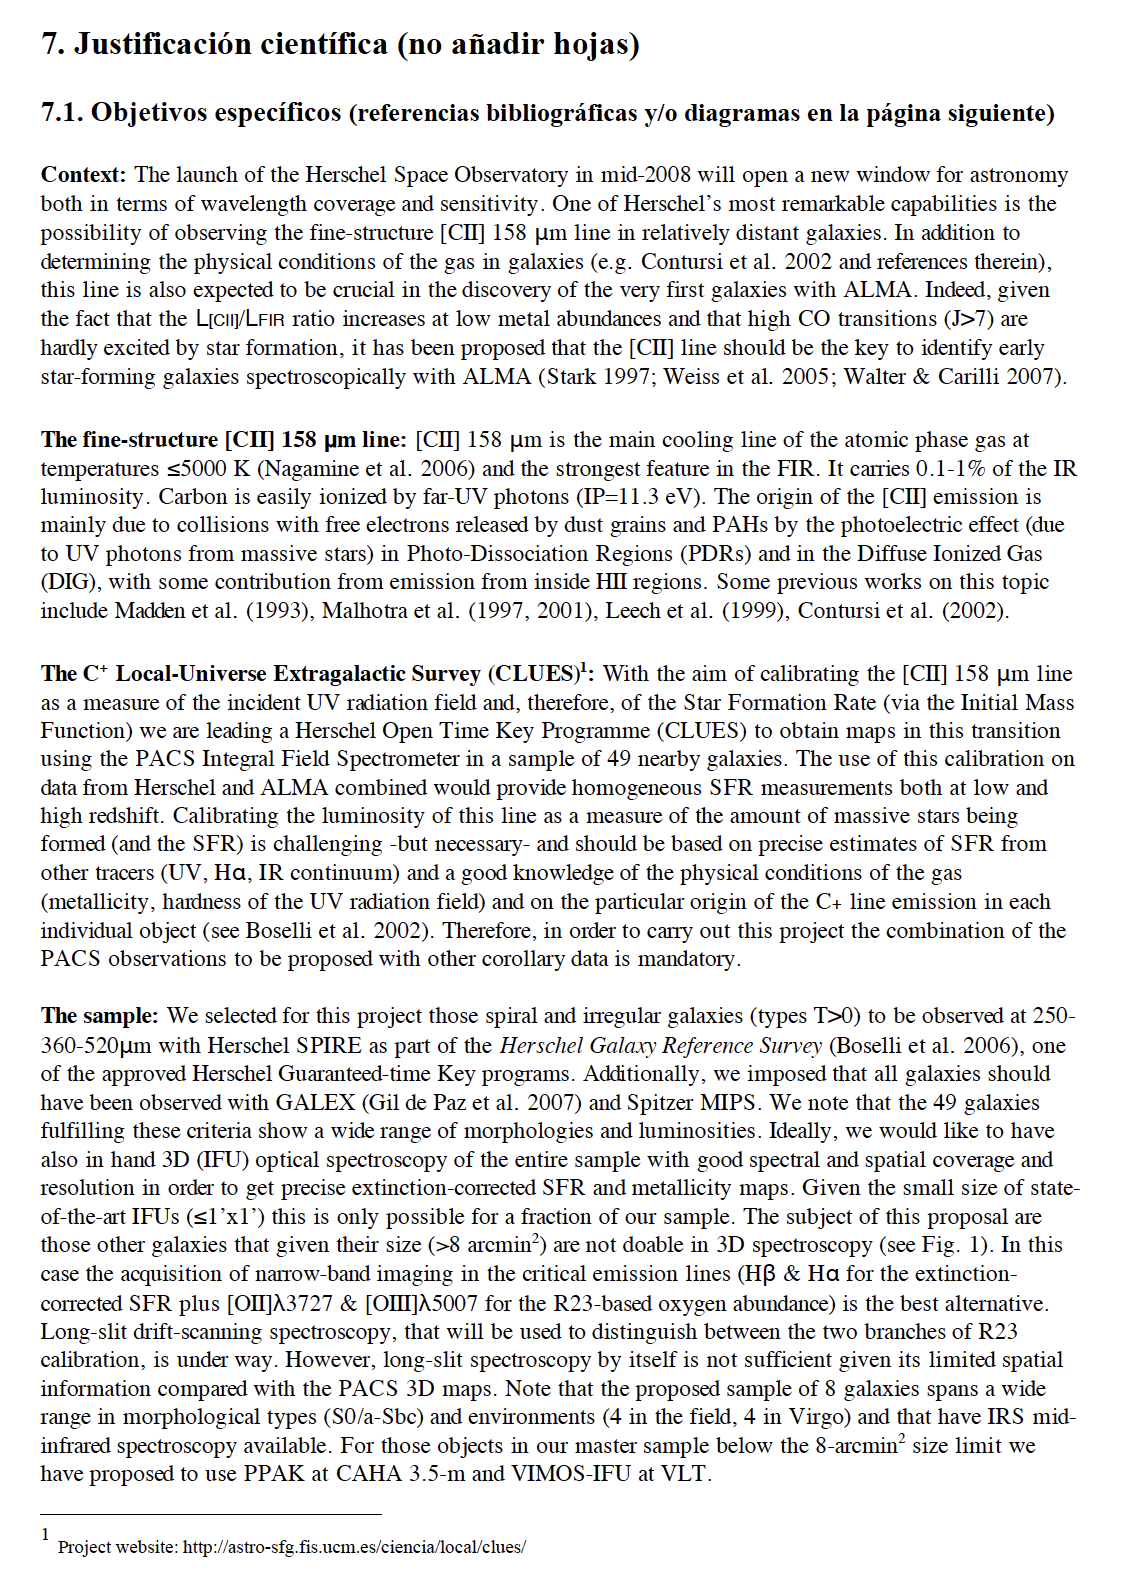 7. Justificación científica (no añadir hojas)
7.1. Objetivos específicos (referencias bibliográficas y/o diagramas en la página siguiente)
Context: The launch of the Herschel Space Observatory in mid-2008 will open a new window for astronomy
both in terms of wavelength coverage and sensitivity. One of Herschel's most remarkable capabilities is the
possibility of observing the fine-structure [CII] 158 μm line in relatively distant galaxies. In addition to
determining the physical conditions of the gas in galaxies (e.g. Contursi et al. 2002 and references therein),
this line is also expected to be crucial in the discovery of the very first galaxies with ALMA. Indeed, given
the fact that the L[CII]/LFIR ratio increases at low metal abundances and that high CO transitions (J>7) are
hardly excited by star formation, it has been proposed that the [CII] line should be the key to identify early
star-forming galaxies spectroscopically with ALMA (Stark 1997; Weiss et al. 2005; Walter & Carilli 2007).
The fine-structure [CII] 158 μm line: [CII] 158 μm is the main cooling line of the atomic phase gas at
temperatures ≤5000 K (Nagamine et al. 2006) and the strongest feature in the FIR. It carries 0.1-1% of the IR
luminosity. Carbon is easily ionized by far-UV photons (IP=11.3 eV). The origin of the [CII] emission is
mainly due to collisions with free electrons released by dust grains and PAHs by the photoelectric effect (due
to UV photons from massive stars) in Photo-Dissociation Regions (PDRs) and in the Diffuse Ionized Gas
(DIG), with some contribution from emission from inside HII regions. Some previous works on this topic
include Madden et al. (1993), Malhotra et al. (1997, 2001), Leech et al. (1999), Contursi et al. (2002).
The C⁺ Local-Universe Extragalactic Survey (CLUES)¹: With the aim of calibrating the [CII] 158 μm line
as a measure of the incident UV radiation field and, therefore, of the Star Formation Rate (via the Initial Mass
Function) we are leading a Herschel Open Time Key Programme (CLUES) to obtain maps in this transition
using the PACS Integral Field Spectrometer in a sample of 49 nearby galaxies. The use of this calibration on
data from Herschel and ALMA combined would provide homogeneous SFR measurements both at low and
high redshift. Calibrating the luminosity of this line as a measure of the amount of massive stars being
formed (and the SFR) is challenging -but necessary- and should be based on precise estimates of SFR from
other tracers (UV, Hα, IR continuum) and a good knowledge of the physical conditions of the gas
(metallicity, hardness of the UV radiation field) and on the particular origin of the C+ line emission in each
individual object (see Boselli et al. 2002). Therefore, in order to carry out this project the combination of the
PACS observations to be proposed with other corollary data is mandatory.
The sample: We selected for this project those spiral and irregular galaxies (types T>0) to be observed at 250-
360-520μm with Herschel SPIRE as part of the Herschel Galaxy Reference Survey (Boselli et al. 2006), one
of the approved Herschel Guaranteed-time Key programs. Additionally, we imposed that all galaxies should
have been observed with GALEX (Gil de Paz et al. 2007) and Spitzer MIPS. We note that the 49 galaxies
fulfilling these criteria show a wide range of morphologies and luminosities. Ideally, we would like to have
also in hand 3D (IFU) optical spectroscopy of the entire sample with good spectral and spatial coverage and
resolution in order to get precise extinction-corrected SFR and metallicity maps. Given the small size of state-
of-the-art IFUs (≤1'x1') this is only possible for a fraction of our sample. The subject of this proposal are
those other galaxies that given their size (>8 arcmin²) are not doable in 3D spectroscopy (see Fig. 1). In this
case the acquisition of narrow-band imaging in the critical emission lines (Hβ & Hα for the extinction-
corrected SFR plus [OII]λ3727 & [OIII]λ5007 for the R23-based oxygen abundance) is the best alternative.
Long-slit drift-scanning spectroscopy, that will be used to distinguish between the two branches of R23
calibration, is under way. However, long-slit spectroscopy by itself is not sufficient given its limited spatial
information compared with the PACS 3D maps. Note that the proposed sample of 8 galaxies spans a wide
range in morphological types (S0/a-Sbc) and environments (4 in the field, 4 in Virgo) and that have IRS mid-
infrared spectroscopy available. For those objects in our master sample below the 8-arcmin² size limit we
have proposed to use PPAK at CAHA 3.5-m and VIMOS-IFU at VLT.
1 Project website: http://astro-sfg.fis.ucm.es/ciencia/local/clues/